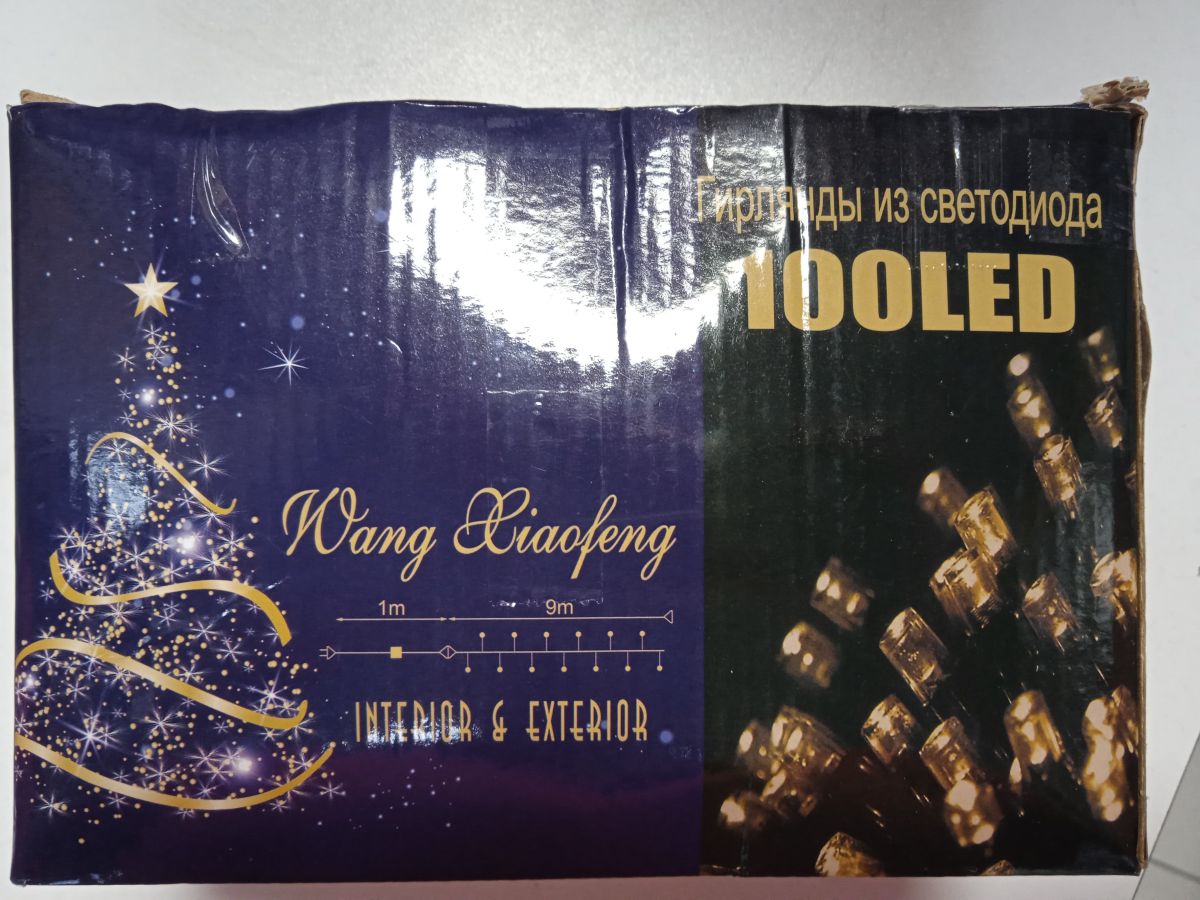 Гирлянды из светодиода
100LED
Wang Xiaofeng
1m 9m
INTERIOR & EXTERIOR